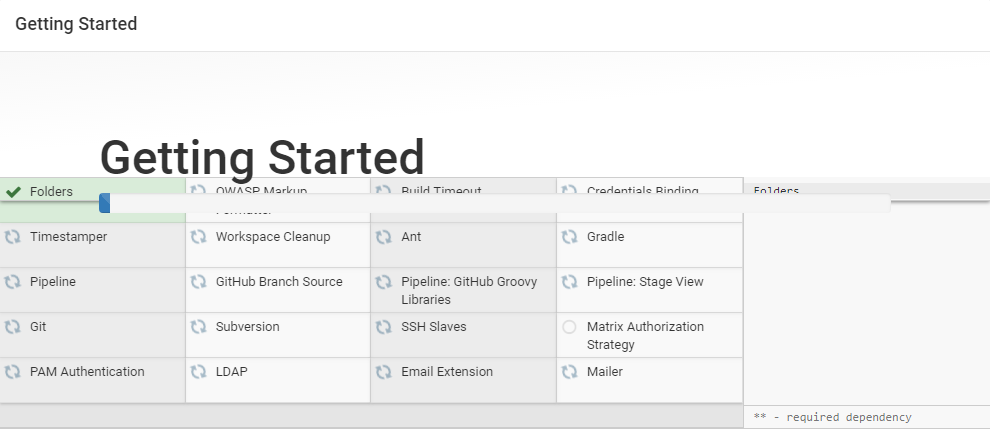 Getting Started
Getting Started
Folders
OWASP Markup
Formatter
Build Timeout
Credentials Binding
Folders
Timestamper
Workspace Cleanup
Ant
Gradle
Pipeline
GitHub Branch Source
Pipeline: GitHub Groovy
Libraries
Pipeline: Stage View
Git
Subversion
SSH Slaves
Matrix Authorization
Strategy
PAM Authentication
LDAP
Email Extension
Mailer
** - required dependency